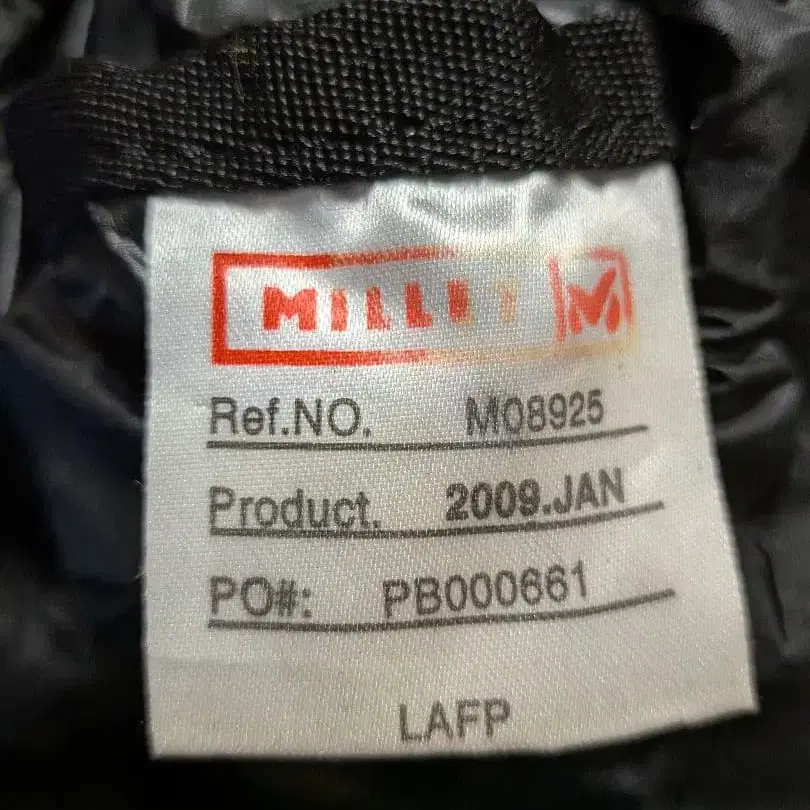 MILLET M
Ref.NO. M08925
Product. 2009.JAN
PO#: PB000661
LAFP